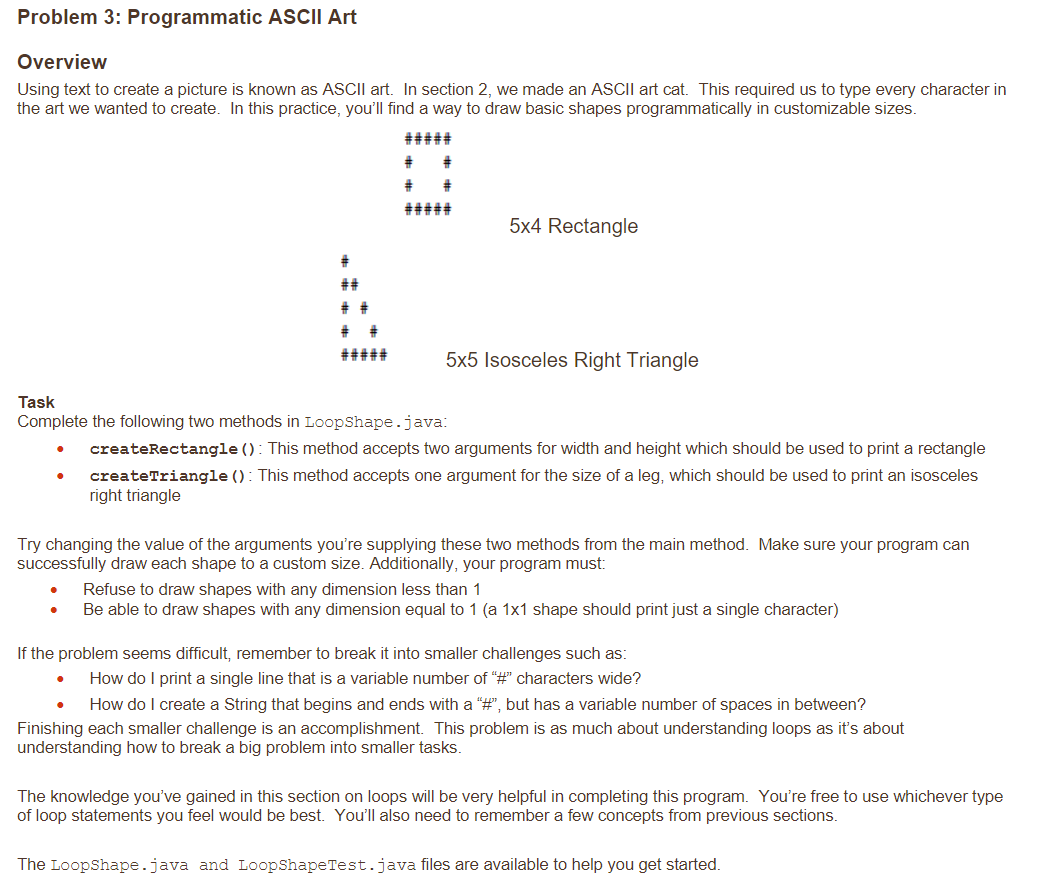 Problem 3: Programmatic ASCII Art
Overview
Using text to create a picture is known as ASCII art.  In section 2, we made an ASCII art cat.  This required us to type every character in
the art we wanted to create.  In this practice, you’ll find a way to draw basic shapes programmatically in customizable sizes.
#####
#   #
#   #
#####
5x4 Rectangle
#
##
# #
#  #
#####
5x5 Isosceles Right Triangle
Task
Complete the following two methods in LoopShape.java:
• createRectangle(): This method accepts two arguments for width and height which should be used to print a rectangle
• createTriangle(): This method accepts one argument for the size of a leg, which should be used to print an isosceles
right triangle
Try changing the value of the arguments you’re supplying these two methods from the main method.  Make sure your program can
successfully draw each shape to a custom size. Additionally, your program must:
• Refuse to draw shapes with any dimension less than 1
• Be able to draw shapes with any dimension equal to 1 (a 1x1 shape should print just a single character)
If the problem seems difficult, remember to break it into smaller challenges such as:
• How do I print a single line that is a variable number of “#” characters wide?
• How do I create a String that begins and ends with a “#”, but has a variable number of spaces in between?
Finishing each smaller challenge is an accomplishment.  This problem is as much about understanding loops as it’s about
understanding how to break a big problem into smaller tasks.
The knowledge you’ve gained in this section on loops will be very helpful in completing this program.  You’re free to use whichever type
of loop statements you feel would be best.  You’ll also need to remember a few concepts from previous sections.
The LoopShape.java and LoopShapeTest.java files are available to help you get started.